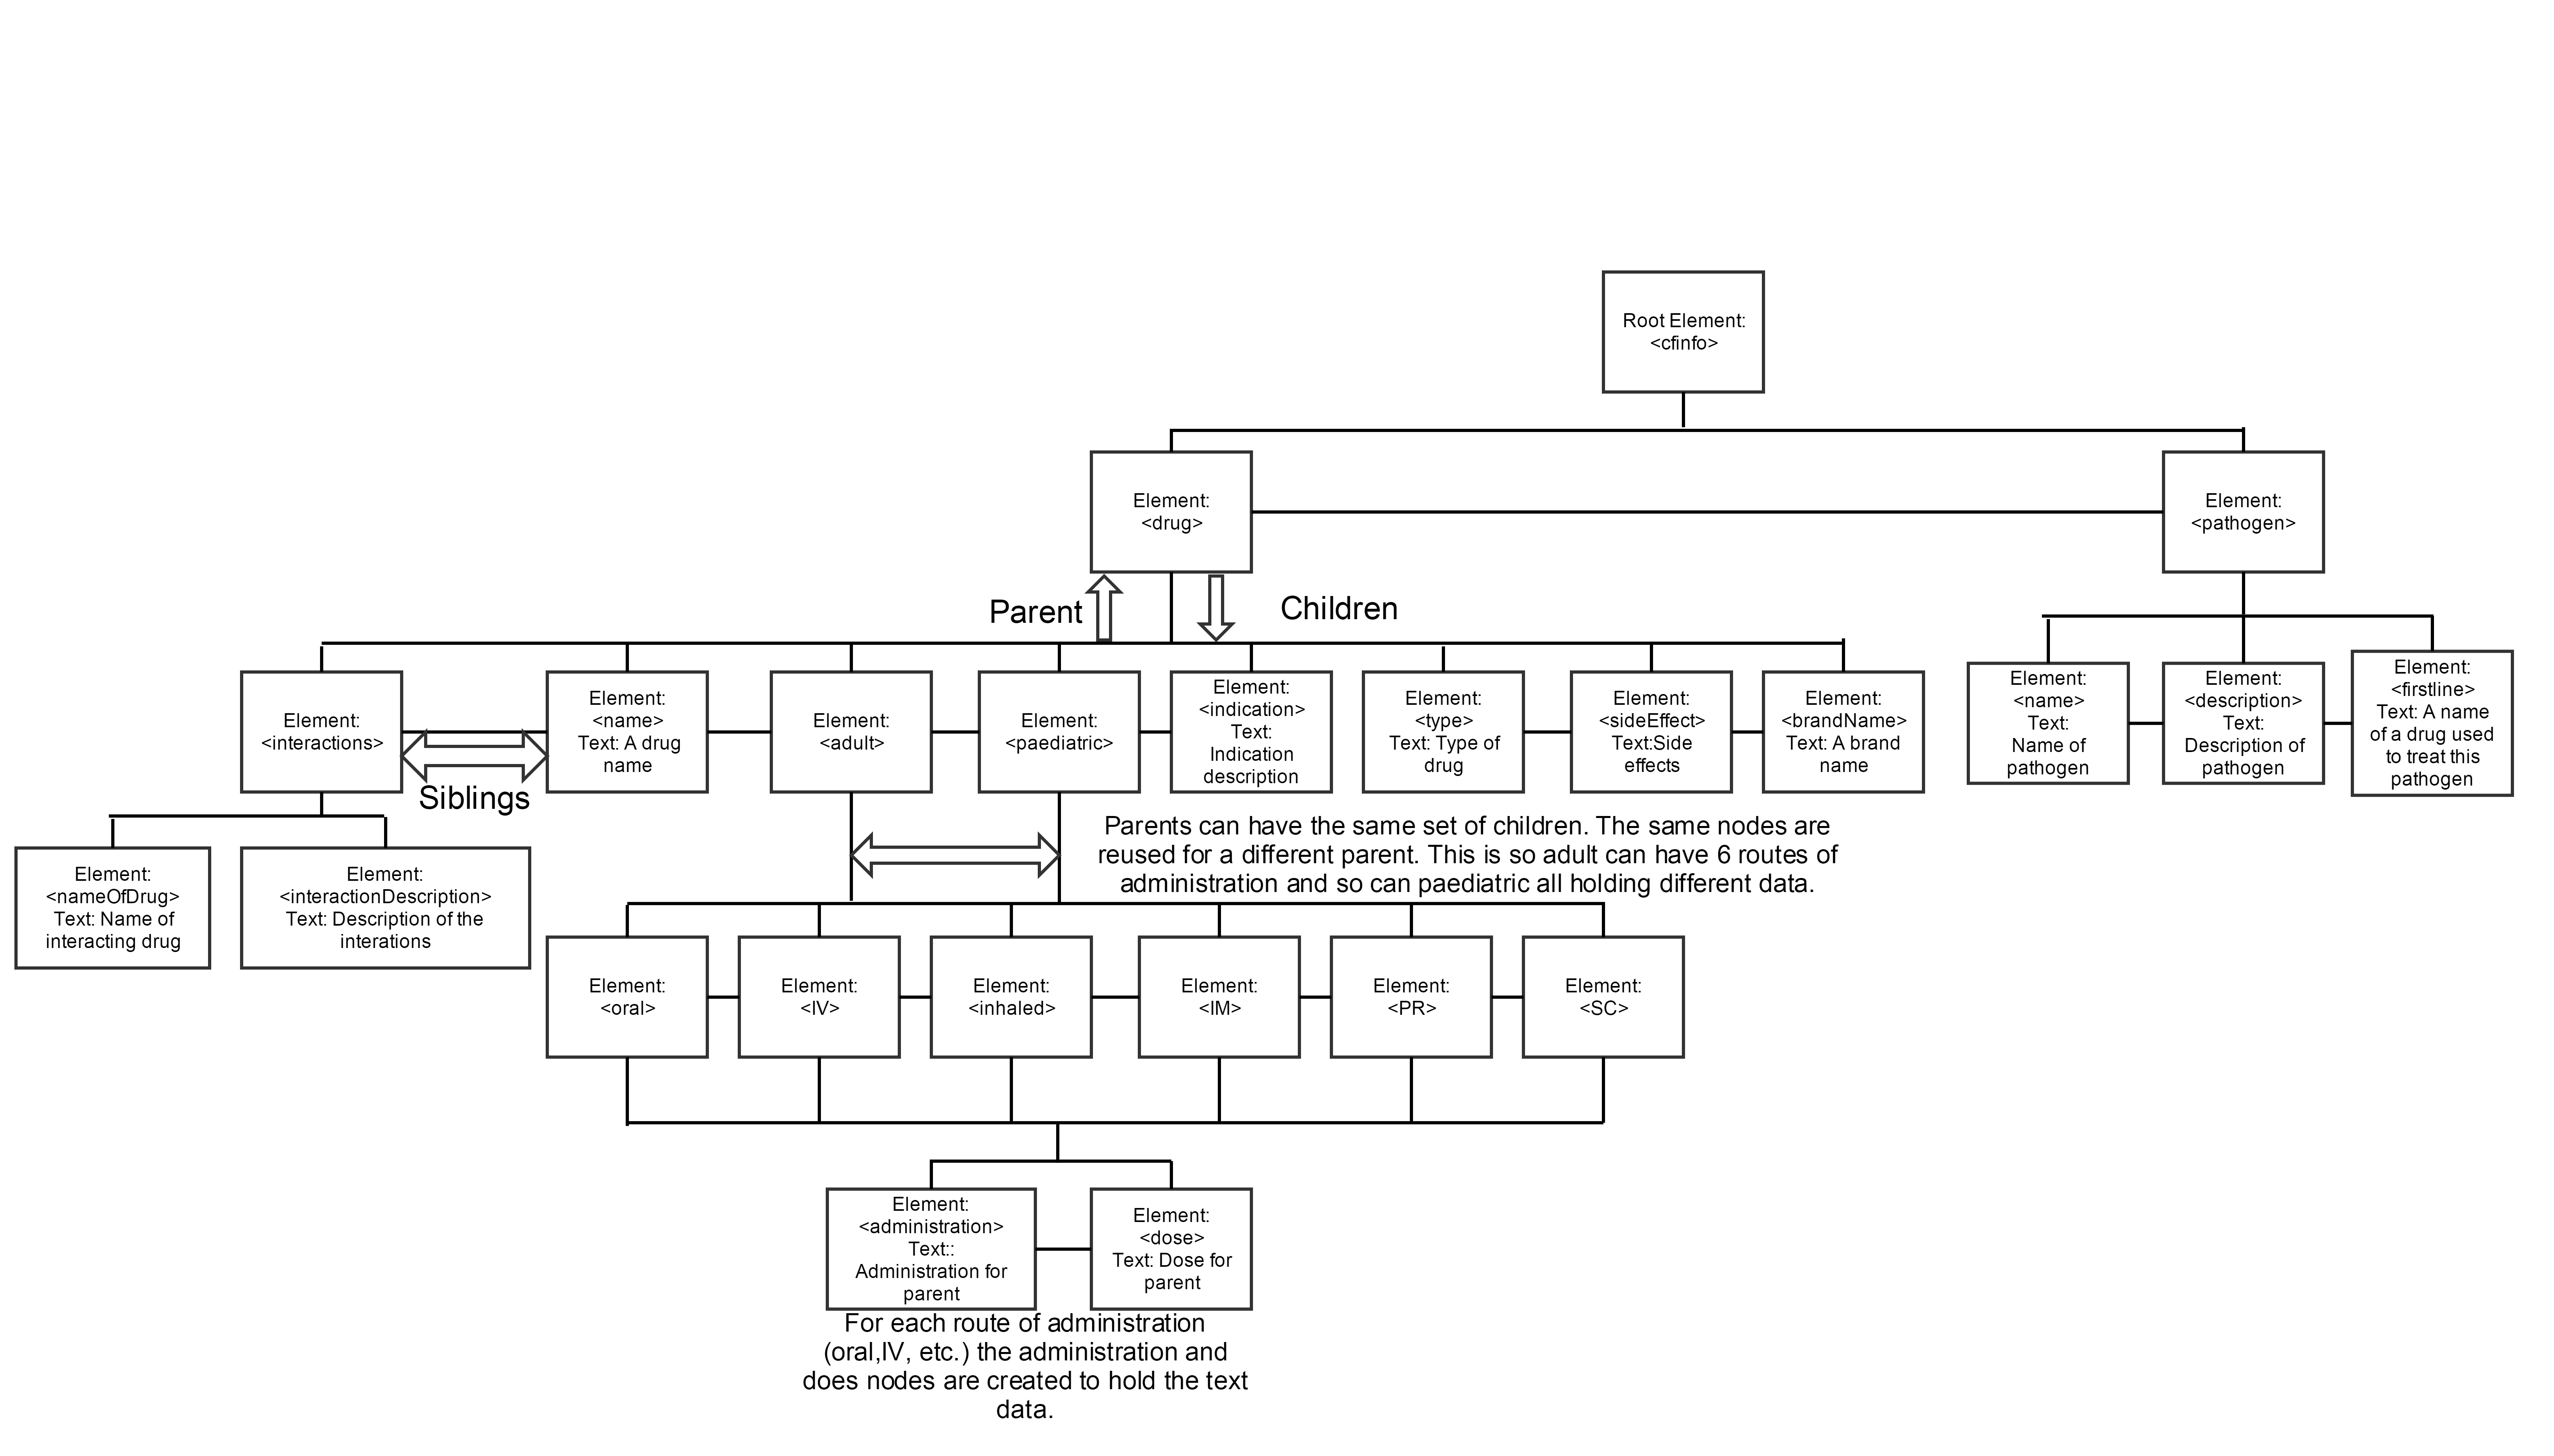 Root Element:
<cfinfo>
Element:
<drug>
Element:
<pathogen>
Parent
Children
Element:
<interactions>
Element:
<name>
Text: A drug
name
Element:
<adult>
Element:
<paediatric>
Element:
<indication>
Text:
Indication
description
Element:
<type>
Text: Type of
drug
Element:
<sideEffect>
Text:Side
effects
Element:
<brandName>
Text: A brand
name
Element:
<name>
Text:
Name of
pathogen
Element:
<description>
Text:
Description of
pathogen
Element:
<firstline>
Text: A name
of a drug used
to treat this
pathogen
Siblings
Parents can have the same set of children. The same nodes are
reused for a different parent. This is so adult can have 6 routes of
administration and so can paediatric all holding different data.
Element:
<nameOfDrug>
Text: Name of
interacting drug
Element:
<interactionDescription>
Text: Description of the
interations
Element:
<oral>
Element:
<IV>
Element:
<inhaled>
Element:
<IM>
Element:
<PR>
Element:
<SC>
Element:
<administration>
Text::
Administration for
parent
Element:
<dose>
Text: Dose for
parent
For each route of administration
(oral,IV, etc.) the administration and
does nodes are created to hold the text
data.